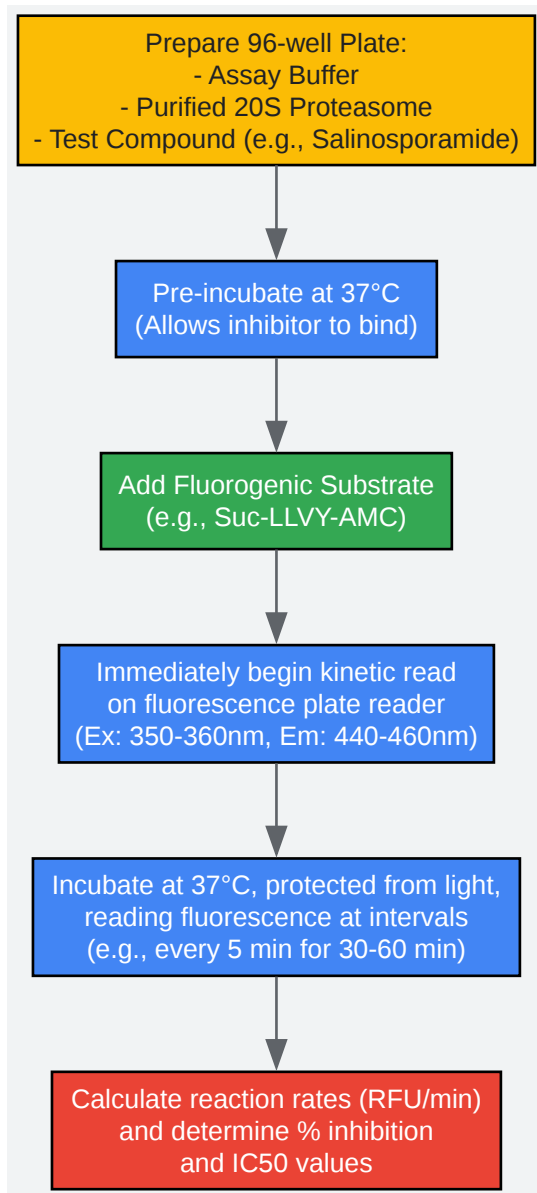 Prepare 96-well Plate:
- Assay Buffer
- Purified 20S Proteasome
- Test Compound (e.g., Salinosporamide)
Pre-incubate at 37°C
(Allows inhibitor to bind)
Add Fluorogenic Substrate
(e.g., Suc-LLVY-AMC)
Immediately begin kinetic read
on fluorescence plate reader
(Ex: 350-360nm, Em: 440-460nm)
Incubate at 37°C, protected from light,
reading fluorescence at intervals
(e.g., every 5 min for 30-60 min)
Calculate reaction rates (RFU/min)
and determine % inhibition
and IC50 values